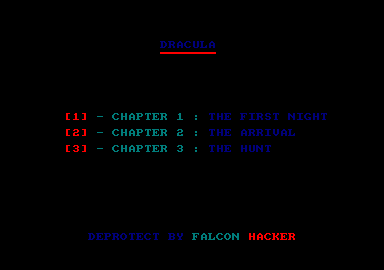 DRACULA
[1] - CHAPTER 1 : THE FIRST NIGHT
[2] - CHAPTER 2 : THE ARRIVAL
[3] - CHAPTER 3 : THE HUNT
DEPROTECT BY FALCON HACKER